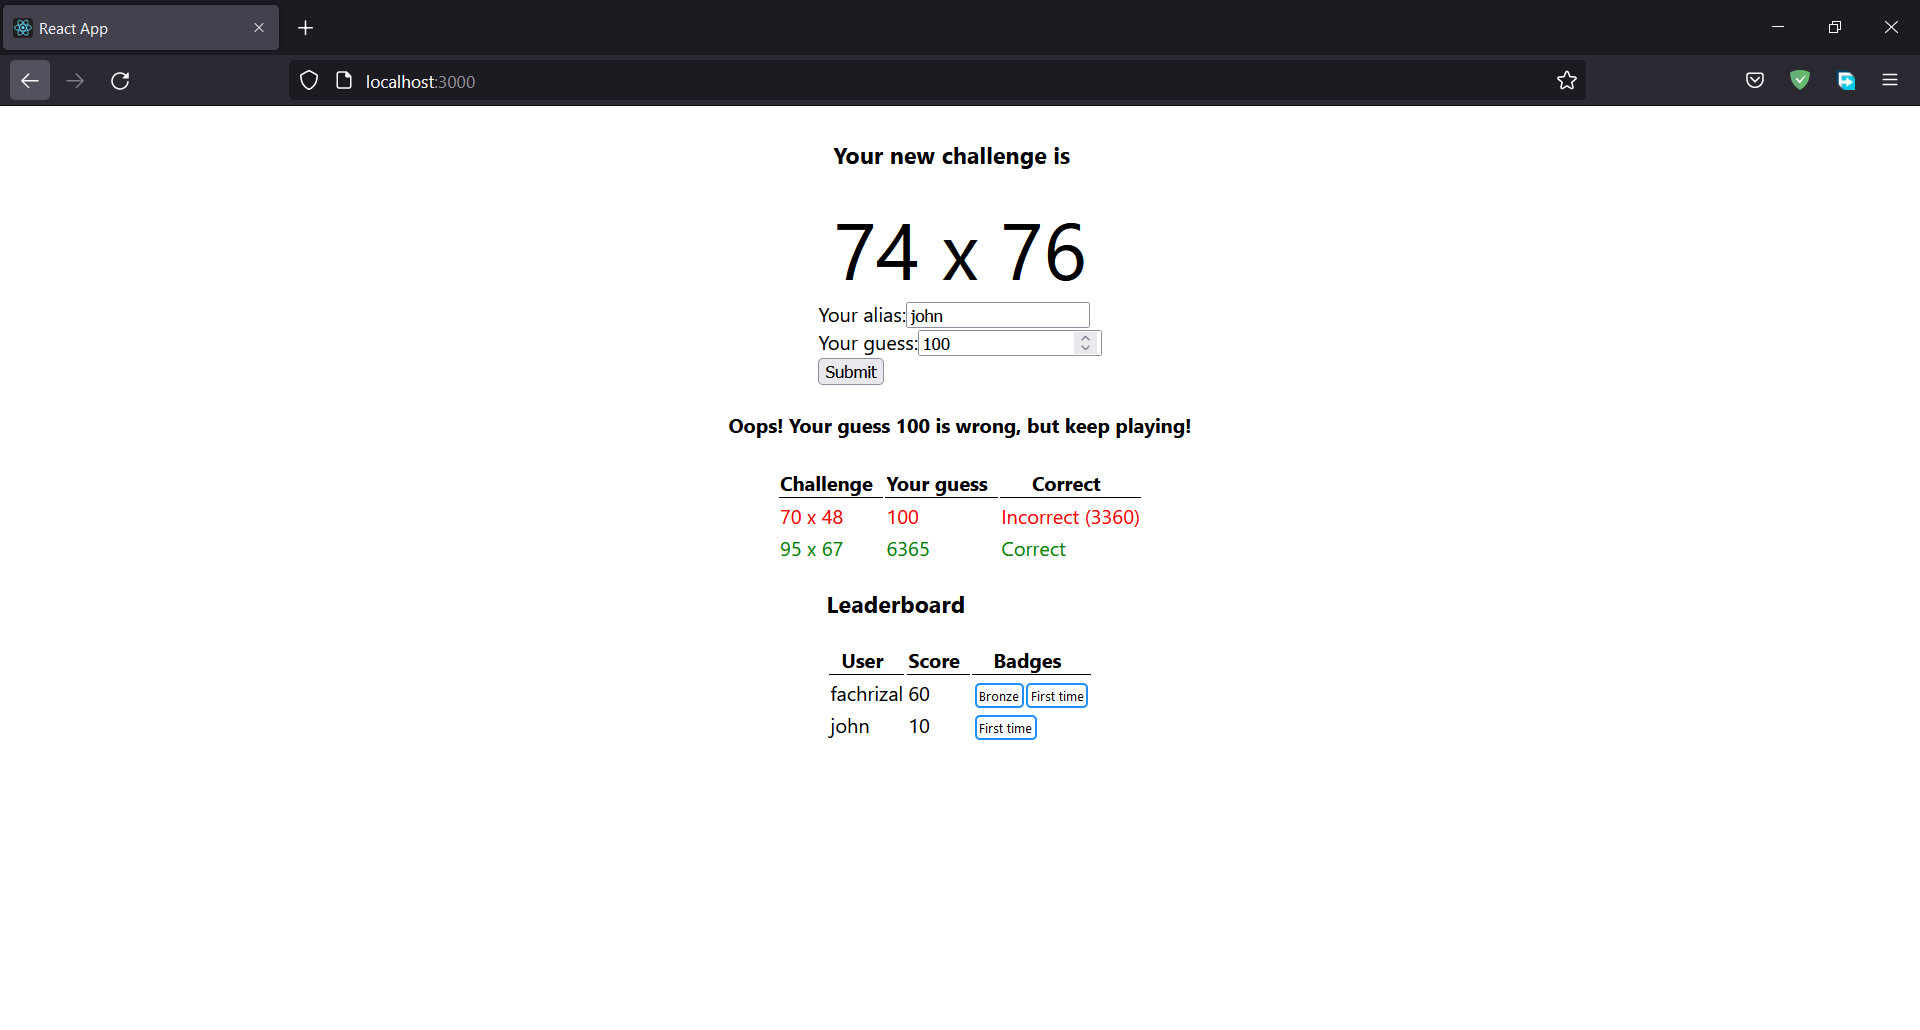 React App
localhost:3000
Your new challenge is
74 x 76
Your alias: john
Your guess: 100
Submit
Oops! Your guess 100 is wrong, but keep playing!
Challenge Your guess Correct
70 x 48 100 Incorrect (3360)
95 x 67 6365 Correct
Leaderboard
User Score Badges
fachrizal 60 Bronze First time
john 10 First time